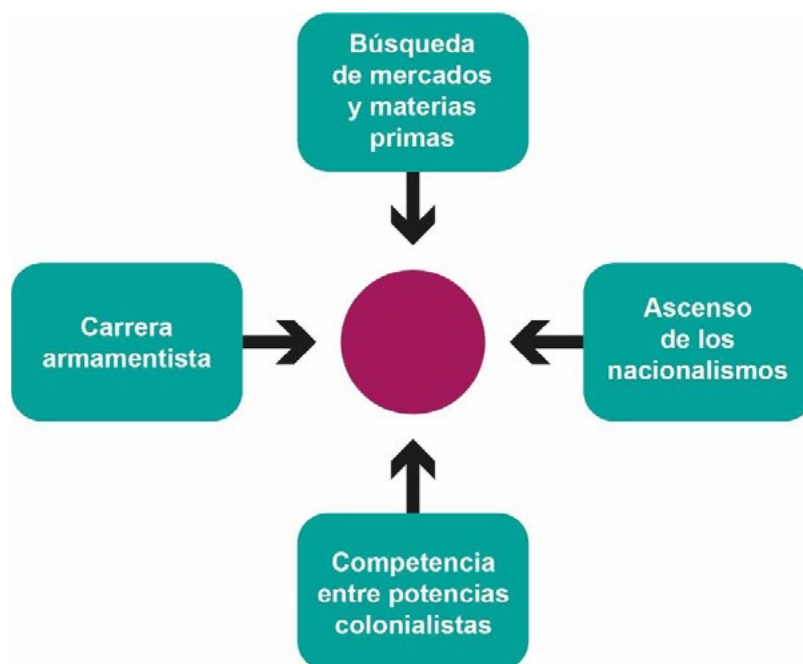 Búsqueda
de mercados
y materias
primas
Carrera
armamentista
Ascenso
de los
nacionalismos
Competencia
entre potencias
colonialistas